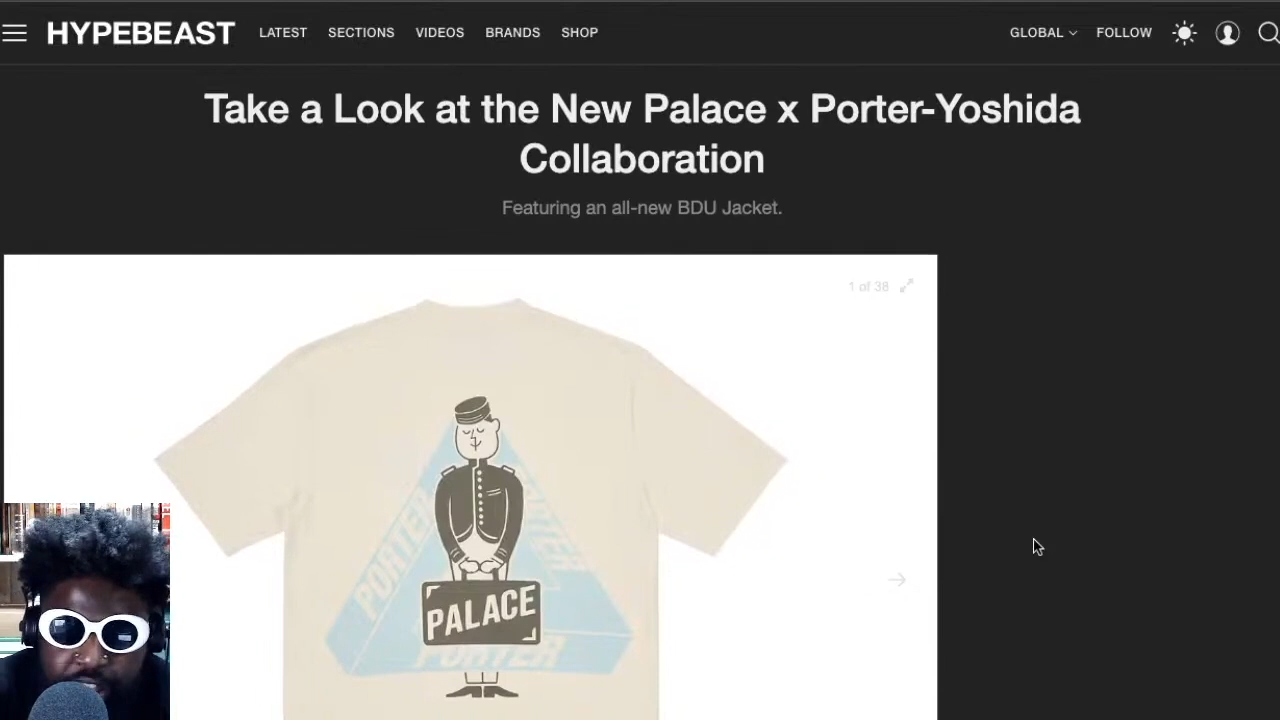 HYPEBEAST LATEST SECTIONS VIDEOS BRANDS SHOP GLOBAL FOLLOW
Take a Look at the New Palace x Porter-Yoshida
Collaboration
Featuring an all-new BDU Jacket.
1 of 38
PORTER
PORTER
PALACE
PORTER